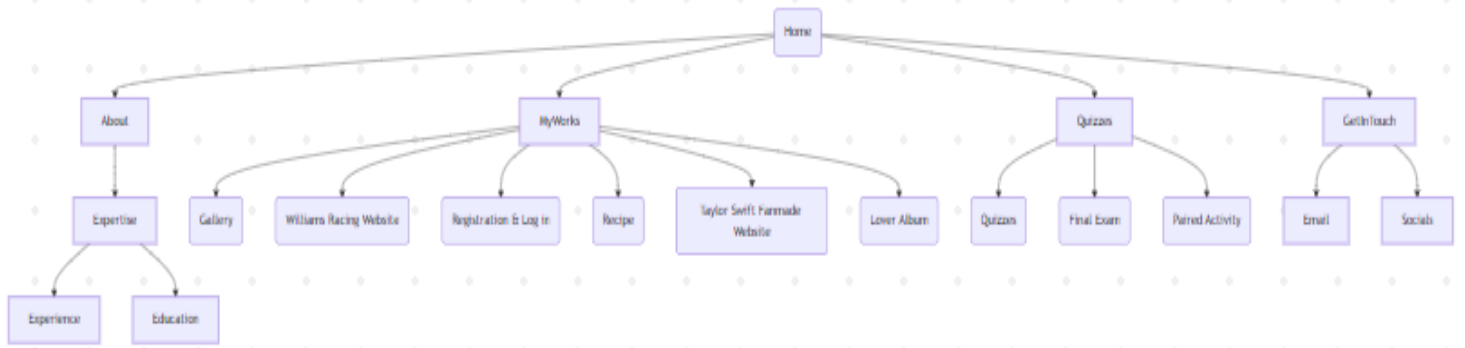 Home
About
MyWorks
Quizzes
GetInTouch
Expertise
Gallery
Williams Racing Website
Registration & Log in
Recipe
Taylor Swift Fanmade
Website
Lover Album
Quizzes
Final Exam
Paired Activity
Email
Socials
Experience
Education